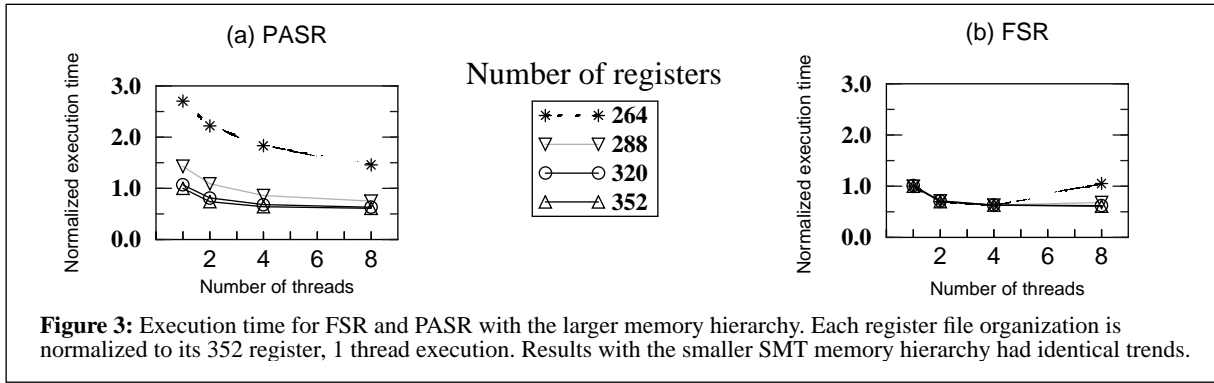 (a) PASR
Normalized execution time
3.0
2.0
1.0
0.0
2 4 6 8
Number of threads
Number of registers
264
288
320
352
(b) FSR
Normalized execution time
3.0
2.0
1.0
0.0
2 4 6 8
Number of threads
Figure 3: Execution time for FSR and PASR with the larger memory hierarchy. Each register file organization is
normalized to its 352 register, 1 thread execution. Results with the smaller SMT memory hierarchy had identical trends.